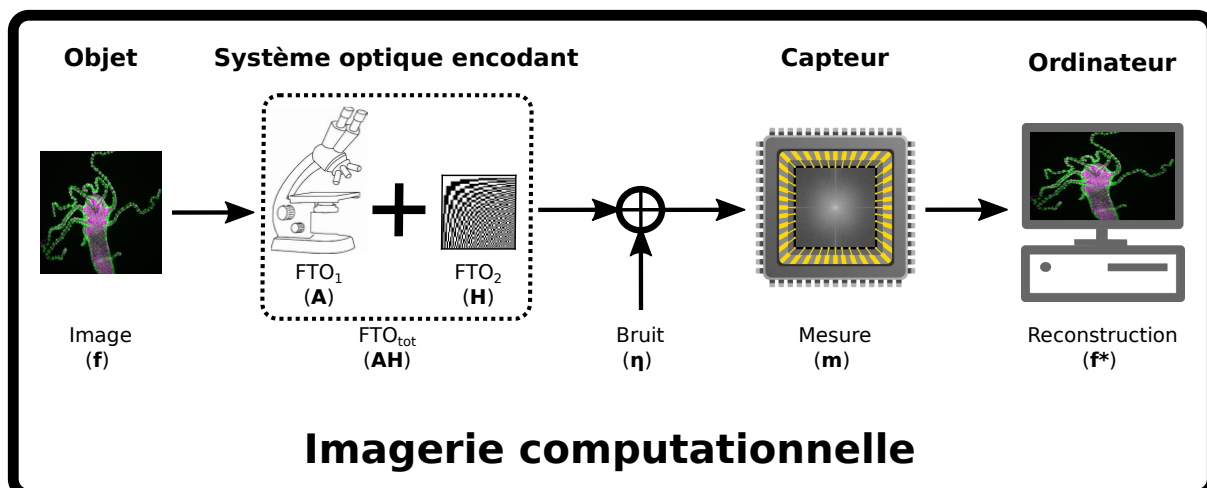 Objet
Système optique encodant
Capteur
Ordinateur
FTO₁
(A)
FTO₂
(H)
Image
(f)
FTOtot
(AH)
Bruit
(η)
Mesure
(m)
Reconstruction
(f*)
Imagerie computationnelle